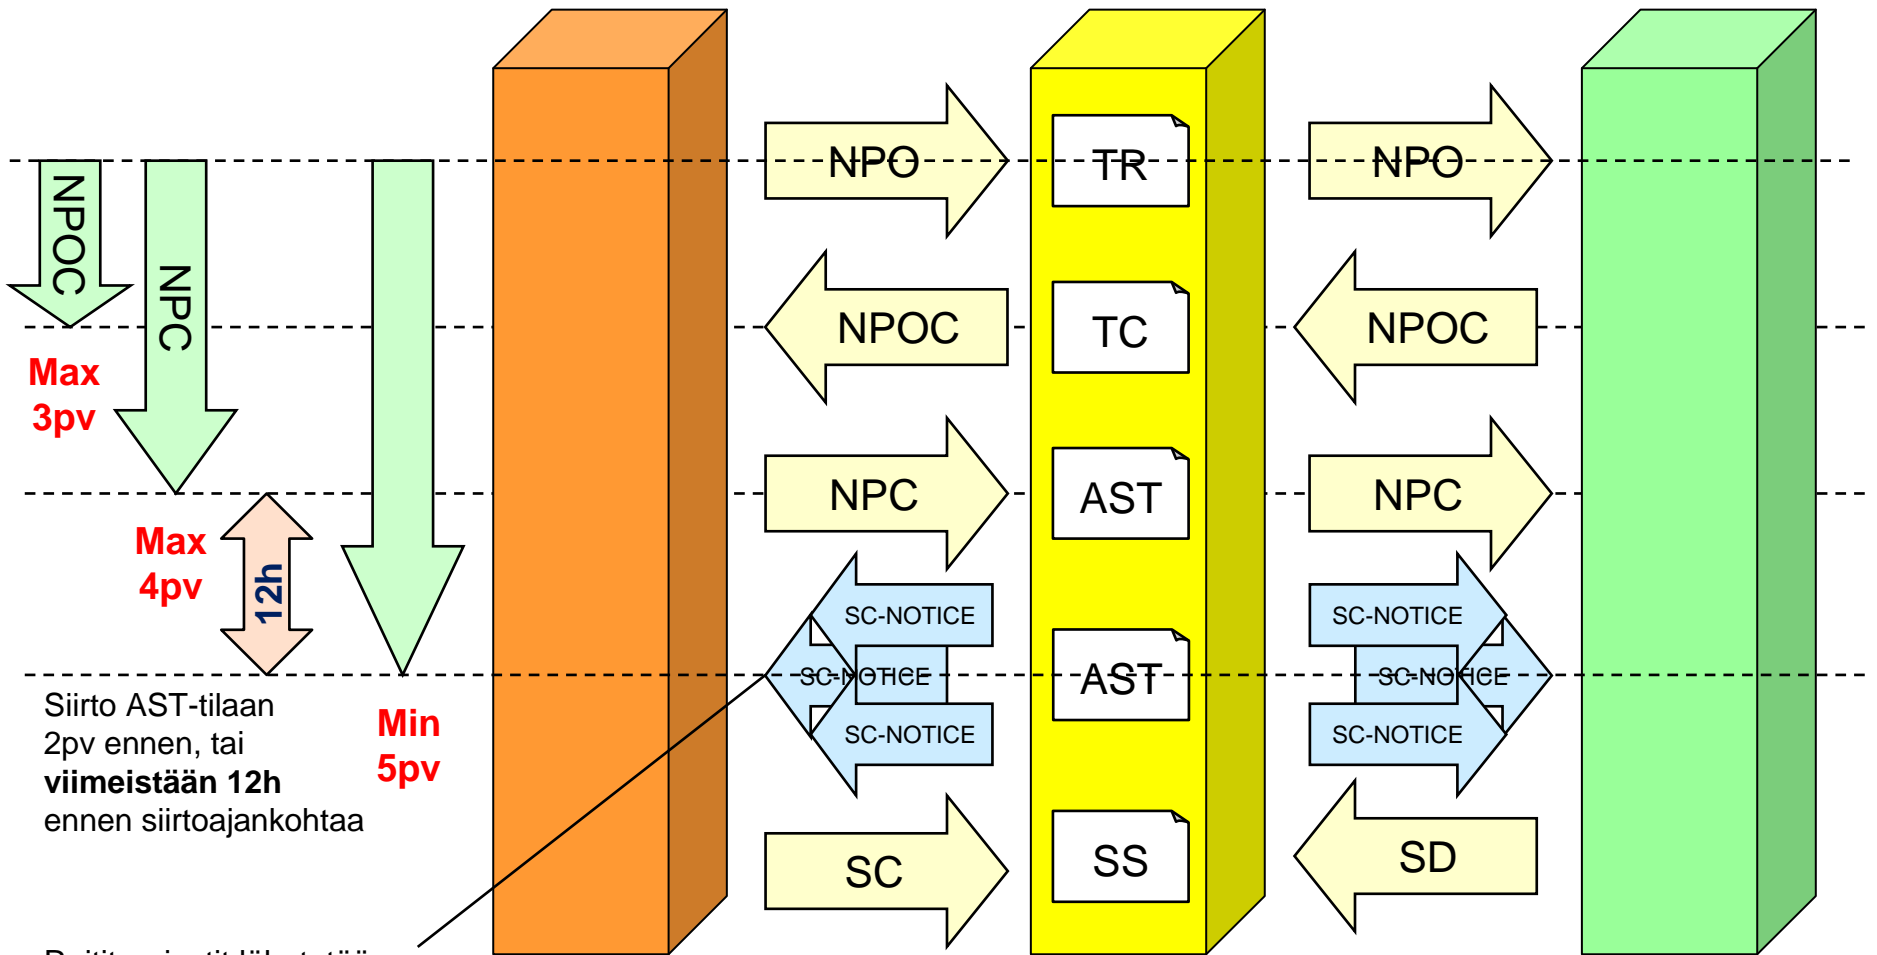 NPO
TR
NPO
NPOC
NPC
NPOC
TC
NPOC
Max
3pv
NPC
AST
NPC
Max
4pv
12h
SC-NOTICE
SC-NOTICE
SC-NOTICE
AST
SC-NOTICE
SC-NOTICE
SC-NOTICE
Siirto AST-tilaan
2pv ennen, tai
viimeistään 12h
ennen siirtoajankohtaa
Min
5pv
SC
SS
SD